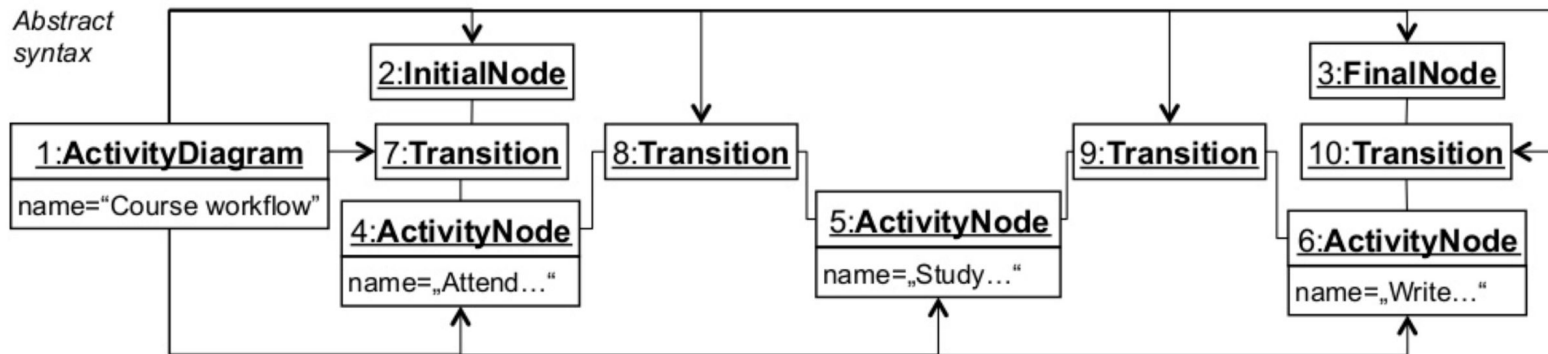 Abstract
syntax
2:InitialNode
3:FinalNode
1:ActivityDiagram
7:Transition
8:Transition
9:Transition
10:Transition
name=“Course workflow”
4:ActivityNode
5:ActivityNode
6:ActivityNode
name=„Attend…“
name=„Study…“
name=„Write…“